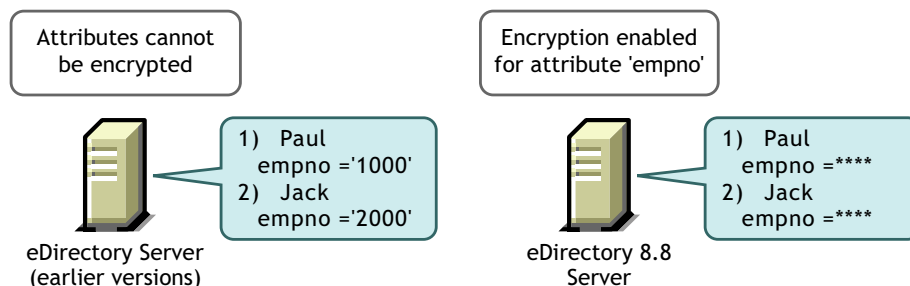 Attributes cannot
be encrypted
1) Paul
empno ='1000'
2) Jack
empno ='2000'
eDirectory Server
(earlier versions)
Encryption enabled
for attribute 'empno'
1) Paul
empno =****
2) Jack
empno =****
eDirectory 8.8
Server